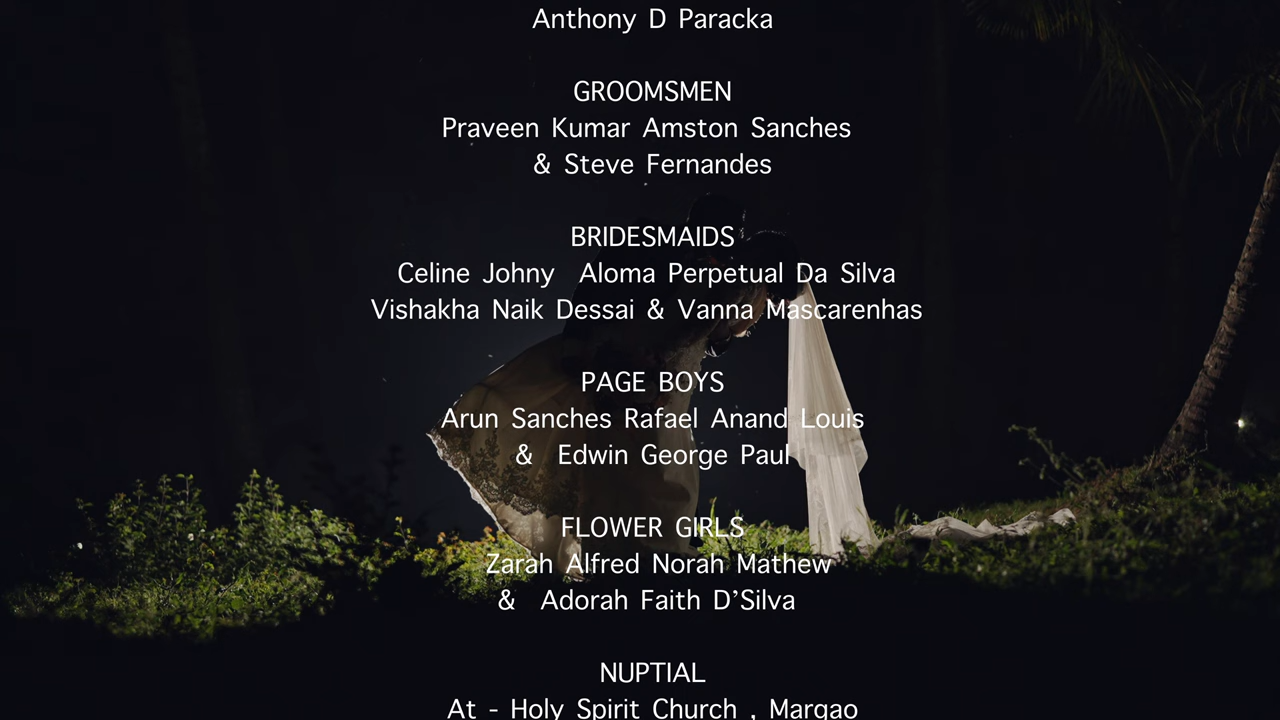 Anthony D Paracka
GROOMSMEN
Praveen Kumar Amston Sanches
& Steve Fernandes
BRIDESMAIDS
Celine Johny Aloma Perpetual Da Silva
Vishakha Naik Dessai & Vanna Mascarenhas
PAGE BOYS
Arun Sanches Rafael Anand Louis
& Edwin George Paul
FLOWER GIRLS
Zarah Alfred Norah Mathew
& Adorah Faith D’Silva
NUPTIAL
At - Holy Spirit Church , Margao